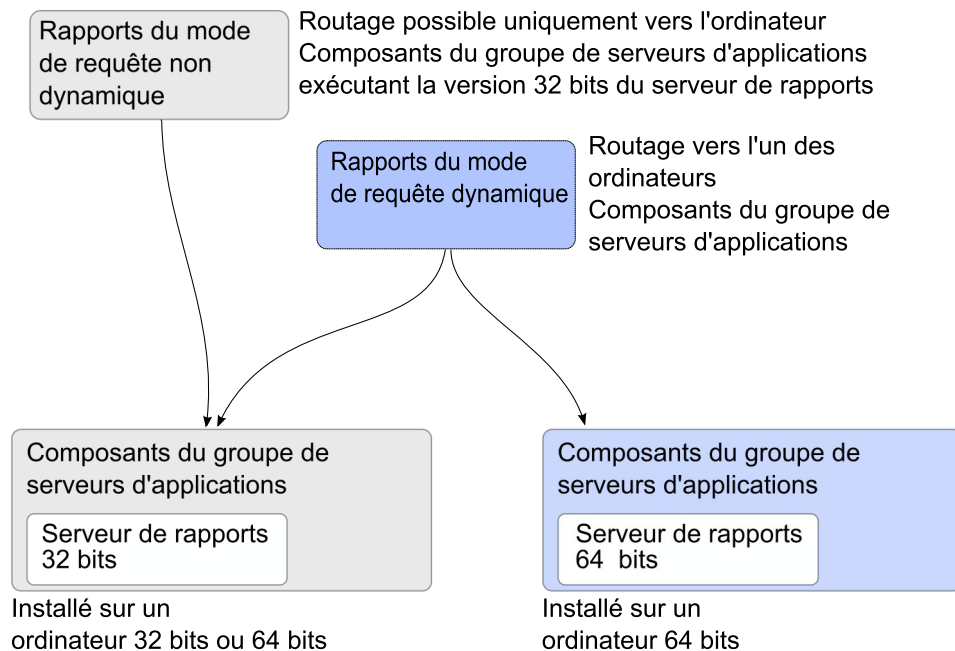 Rapports du mode
de requête non
dynamique
Routage possible uniquement vers l'ordinateur
Composants du groupe de serveurs d'applications
exécutant la version 32 bits du serveur de rapports
Rapports du mode
de requête dynamique
Routage vers l'un des
ordinateurs
Composants du groupe de
serveurs d'applications
Composants du groupe de
serveurs d'applications
Serveur de rapports
32 bits
Installé sur un
ordinateur 32 bits ou 64 bits
Composants du groupe de
serveurs d'applications
Serveur de rapports
64 bits
Installé sur un
ordinateur 64 bits